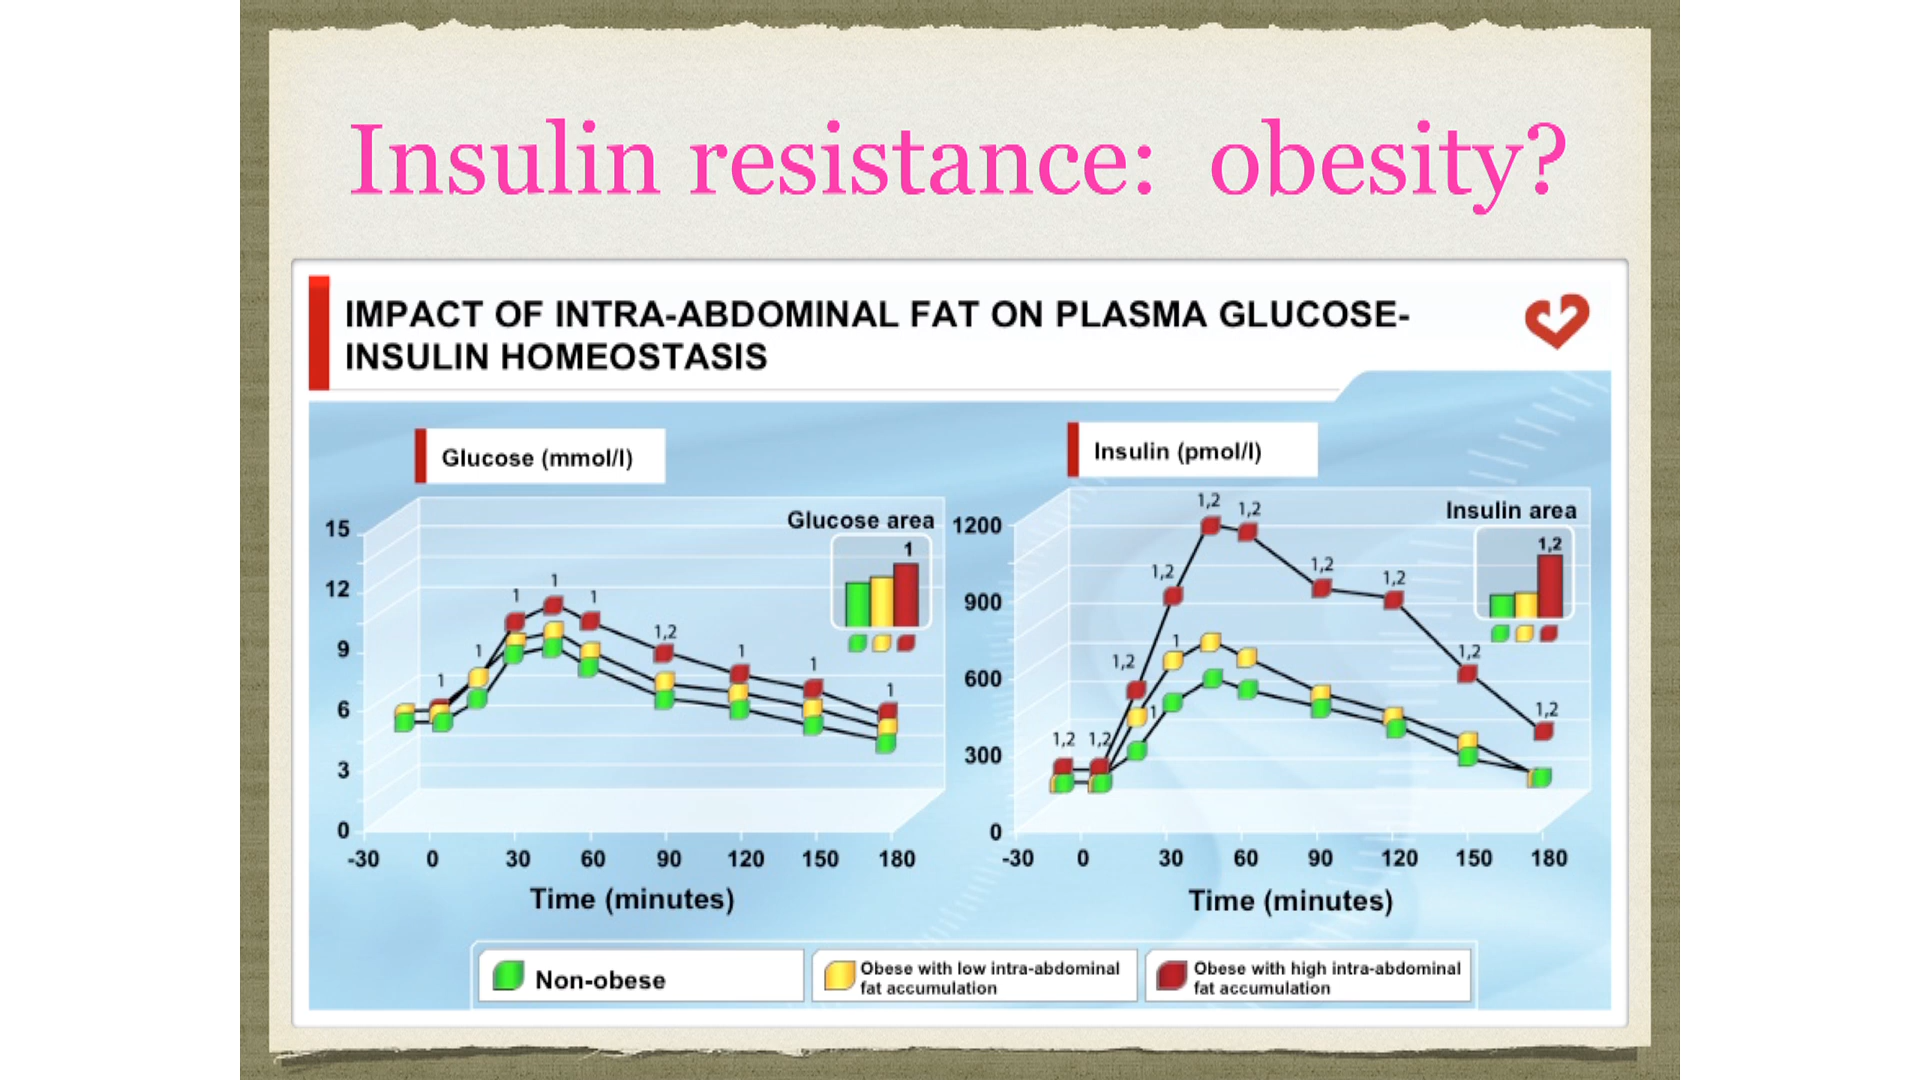 Insulin resistance:  obesity?
IMPACT OF INTRA-ABDOMINAL FAT ON PLASMA GLUCOSE-
INSULIN HOMEOSTASIS
Glucose (mmol/l)
Glucose area
1
15
12
9
6
3
0
1
1
1
1
1
1,2
1
1
1
-30 0 30 60 90 120 150 180
Time (minutes)
Insulin (pmol/l)
Insulin area
1,2
1200
900
600
300
0
1,2
1,2
1,2
1
1,2
1
1,2
1,2
1,2
1,2
1,2
1,2
-30 0 30 60 90 120 150 180
Time (minutes)
Non-obese
Obese with low intra-abdominal
fat accumulation
Obese with high intra-abdominal
fat accumulation